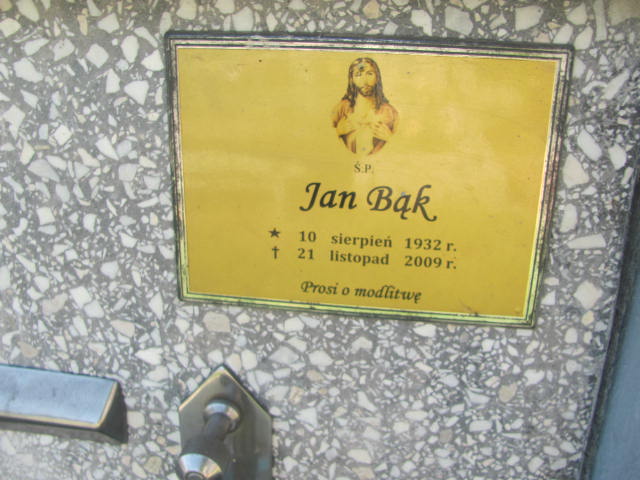 Ś.P.
Jan Bąk
★ 10 sierpień 1932 r.
† 21 listopad 2009 r.
Prosi o modlitwę